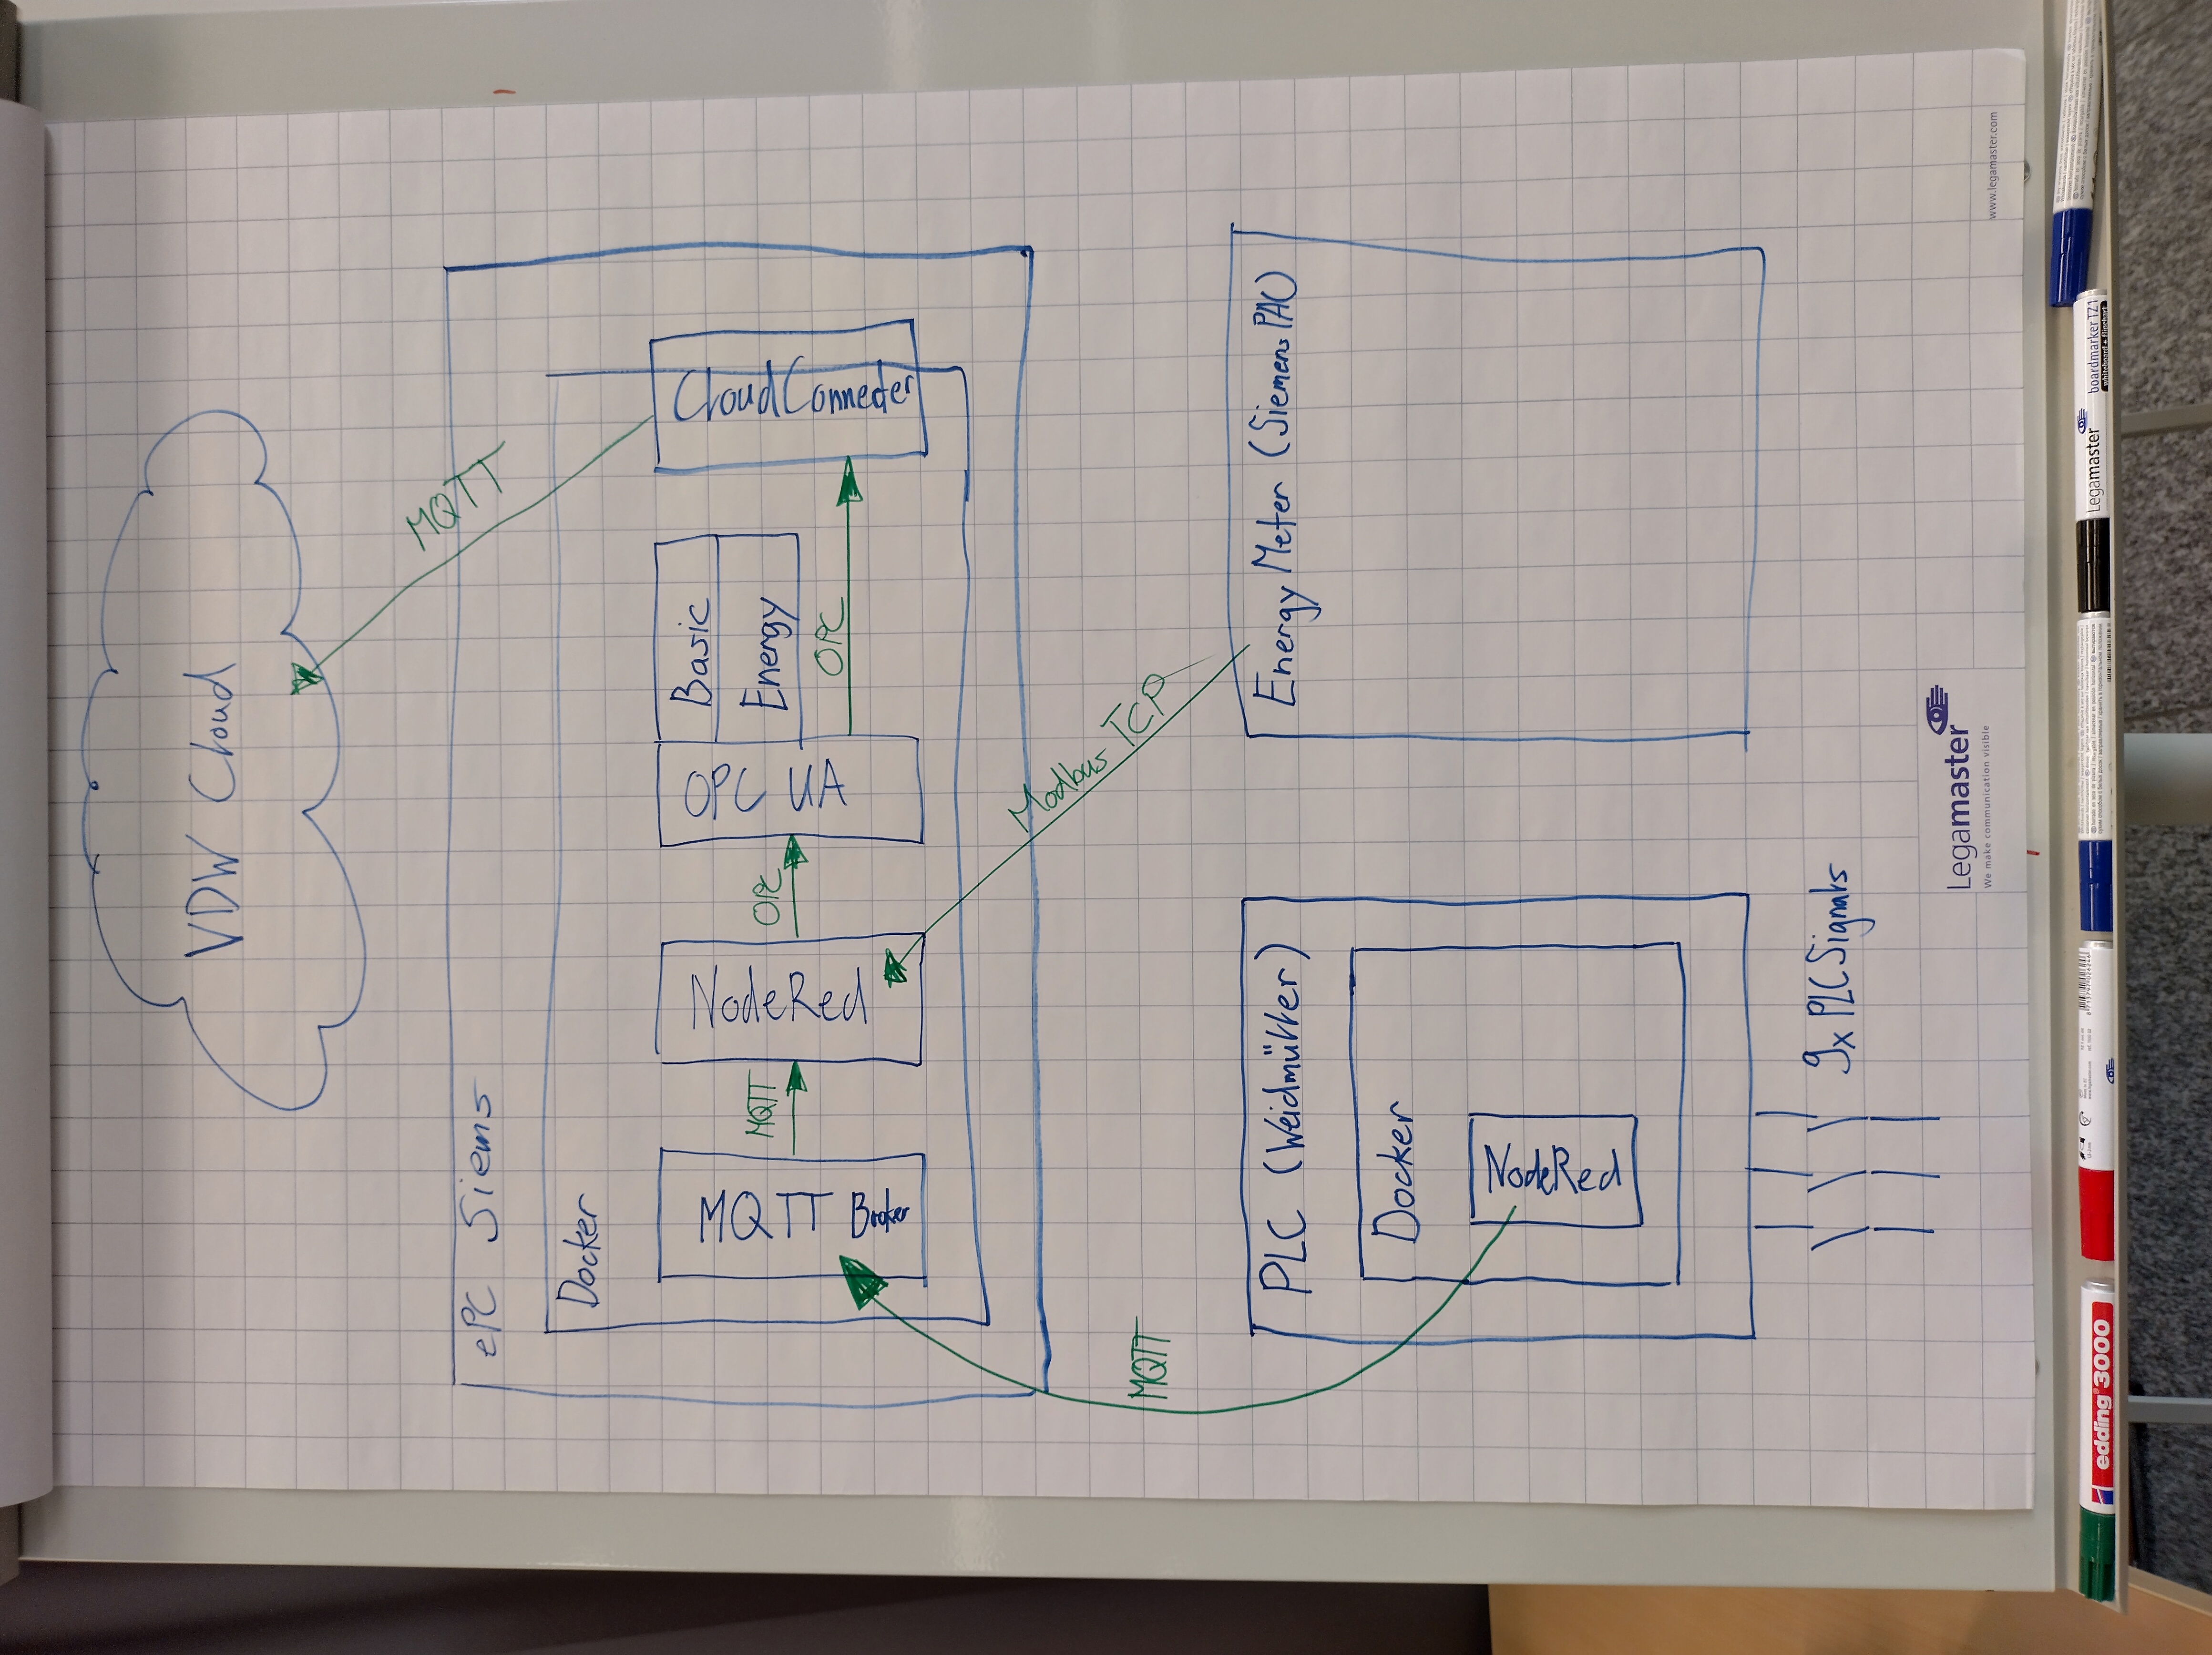 VDW Cloud
MQTT
ePC Siems
Docker
MQTT Broker
MQTT
NodeRed
OPC
OPC UA
Basic
Energy
OPC
CloudConnector
Modbus TCP
MQTT
PLC (Weidmüller)
Energy Meter (Siemens PAC)
Docker
NodeRed
9x PLC Signals
Legamaster
We make communication visible
www.legamaster.com
edding 3000
Legamaster
boardmarker TZ1
whiteboard + flipchart